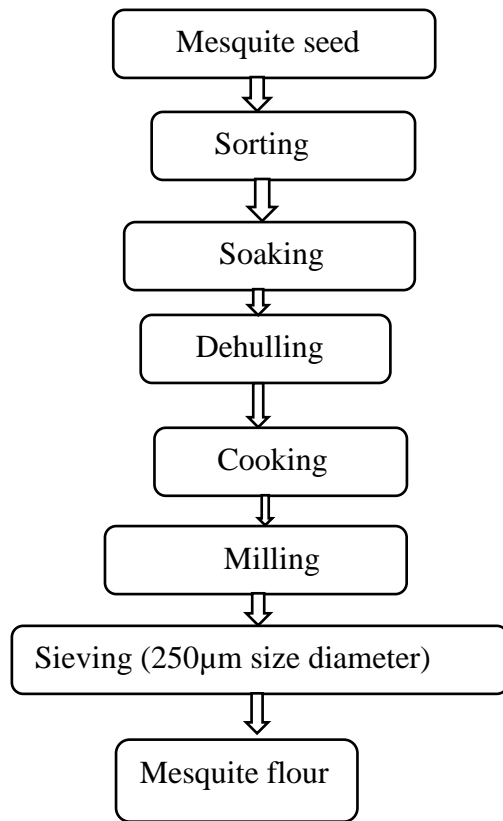 Mesquite seed
Sorting
Soaking
Dehulling
Cooking
Milling
Sieving (250µm size diameter)
Mesquite flour